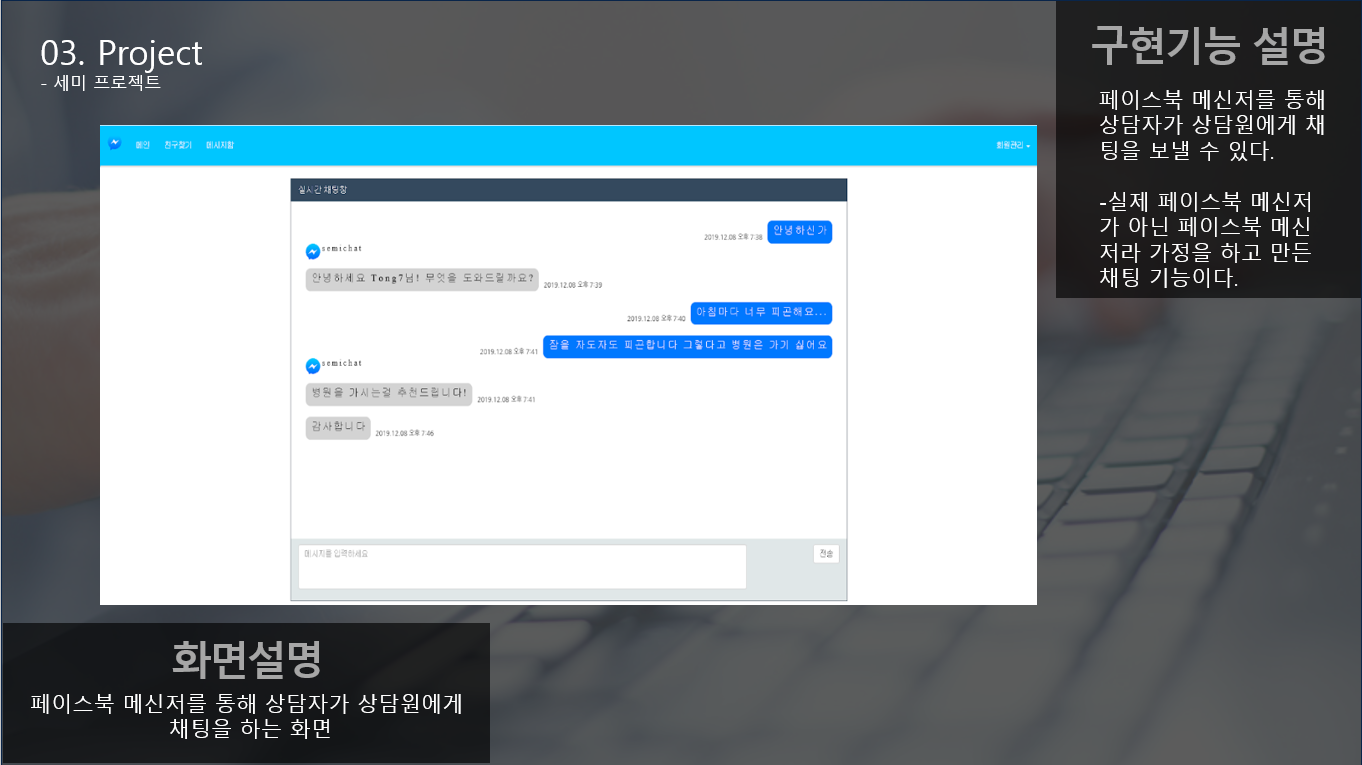 03. Project
- 세미 프로젝트
구현기능 설명
페이스북 메신저를 통해
상담자가 상담원에게 채
팅을 보낼 수 있다.
-실제 페이스북 메신저
가 아닌 페이스북 메신
저라 가정을 하고 만든
채팅 기능이다.
메인 친구찾기 메시지함 회원관리
실시간 채팅창
2019.12.08 오후 7:38 안녕하신가
semichat
안녕하세요 Tong7님! 무엇을 도와드릴까요? 2019.12.08 오후 7:39
2019.12.08 오후 7:40 아침마다 너무 피곤해요...
2019.12.08 오후 7:41 잠을 자도자도 피곤합니다 그렇다고 병원은 가기 싫어요
semichat
병원을 가시는걸 추천드립니다! 2019.12.08 오후 7:41
감사합니다 2019.12.08 오후 7:46
메시지를 입력하세요 전송
화면설명
페이스북 메신저를 통해 상담자가 상담원에게
채팅을 하는 화면